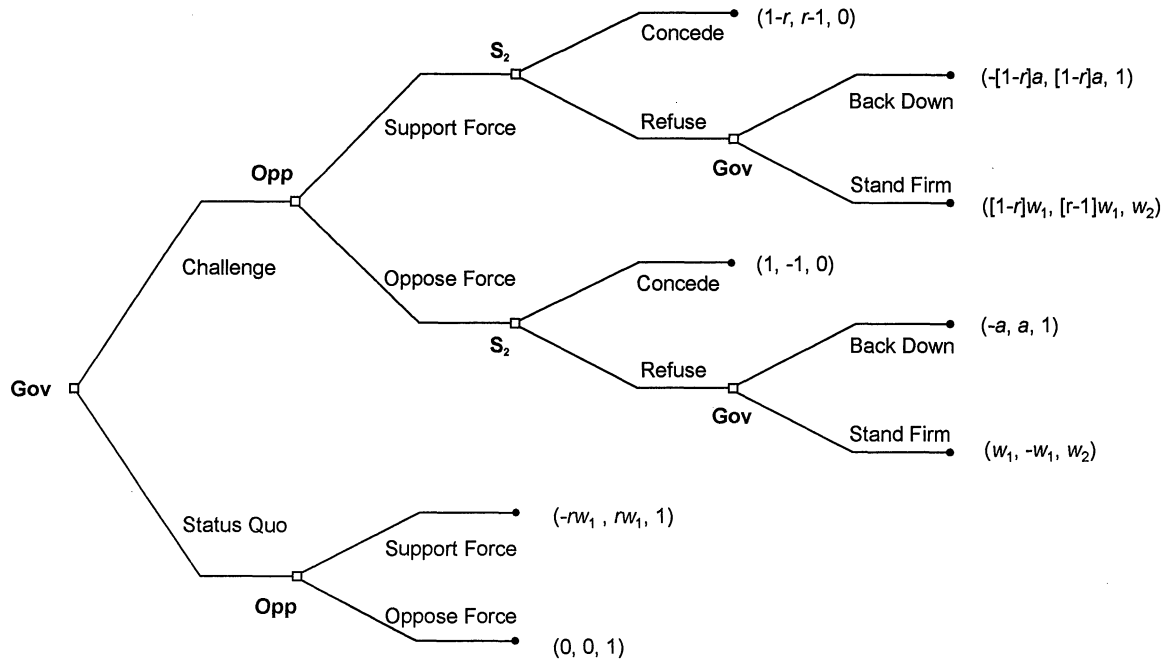 (1-r, r-1, 0)
Concede
S₂
(-[1-r]a, [1-r]a, 1)
Back Down
Support Force
Refuse
Gov
Opp
Stand Firm
([1-r]w₁, [r-1]w₁, w₂)
Challenge
Oppose Force
(1, -1, 0)
Concede
S₂
(-a, a, 1)
Back Down
Refuse
Gov
Gov
Stand Firm
(w₁, -w₁, w₂)
Status Quo
(-rw₁ , rw₁, 1)
Support Force
Opp
Oppose Force
(0, 0, 1)